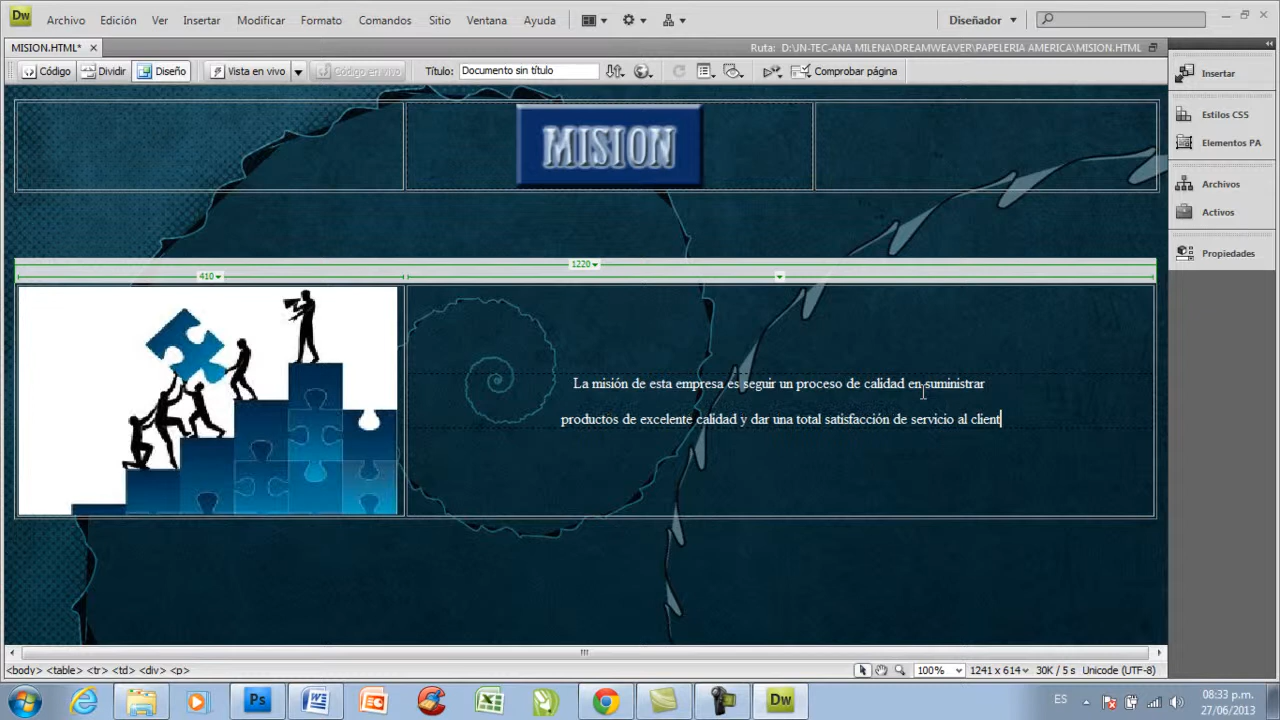 Dw Archivo Edición Ver Insertar Modificar Formato Comandos Sitio Ventana Ayuda Diseñador
MISION.HTML* Ruta: D:\JN-TEC-ANA MILENA\DREAMWEAVER\PAPELERIA AMERICA\MISION.HTML
Código Dividir Diseño Vista en vivo Código en vivo Título: Documento sin título Comprobar página
Insertar
Estilos CSS
Elementos PA
Archivos
Activos
Propiedades
MISION
1220
410
La misión de esta empresa es seguir un proceso de calidad en suministrar
productos de excelente calidad y dar una total satisfacción de servicio al client
<body> <table> <tr> <td> <div> <p> 100% 1241 x 614 30K / 5 s Unicode (UTF-8)
Ps Dw ES 08:33 p.m.
27/06/2013